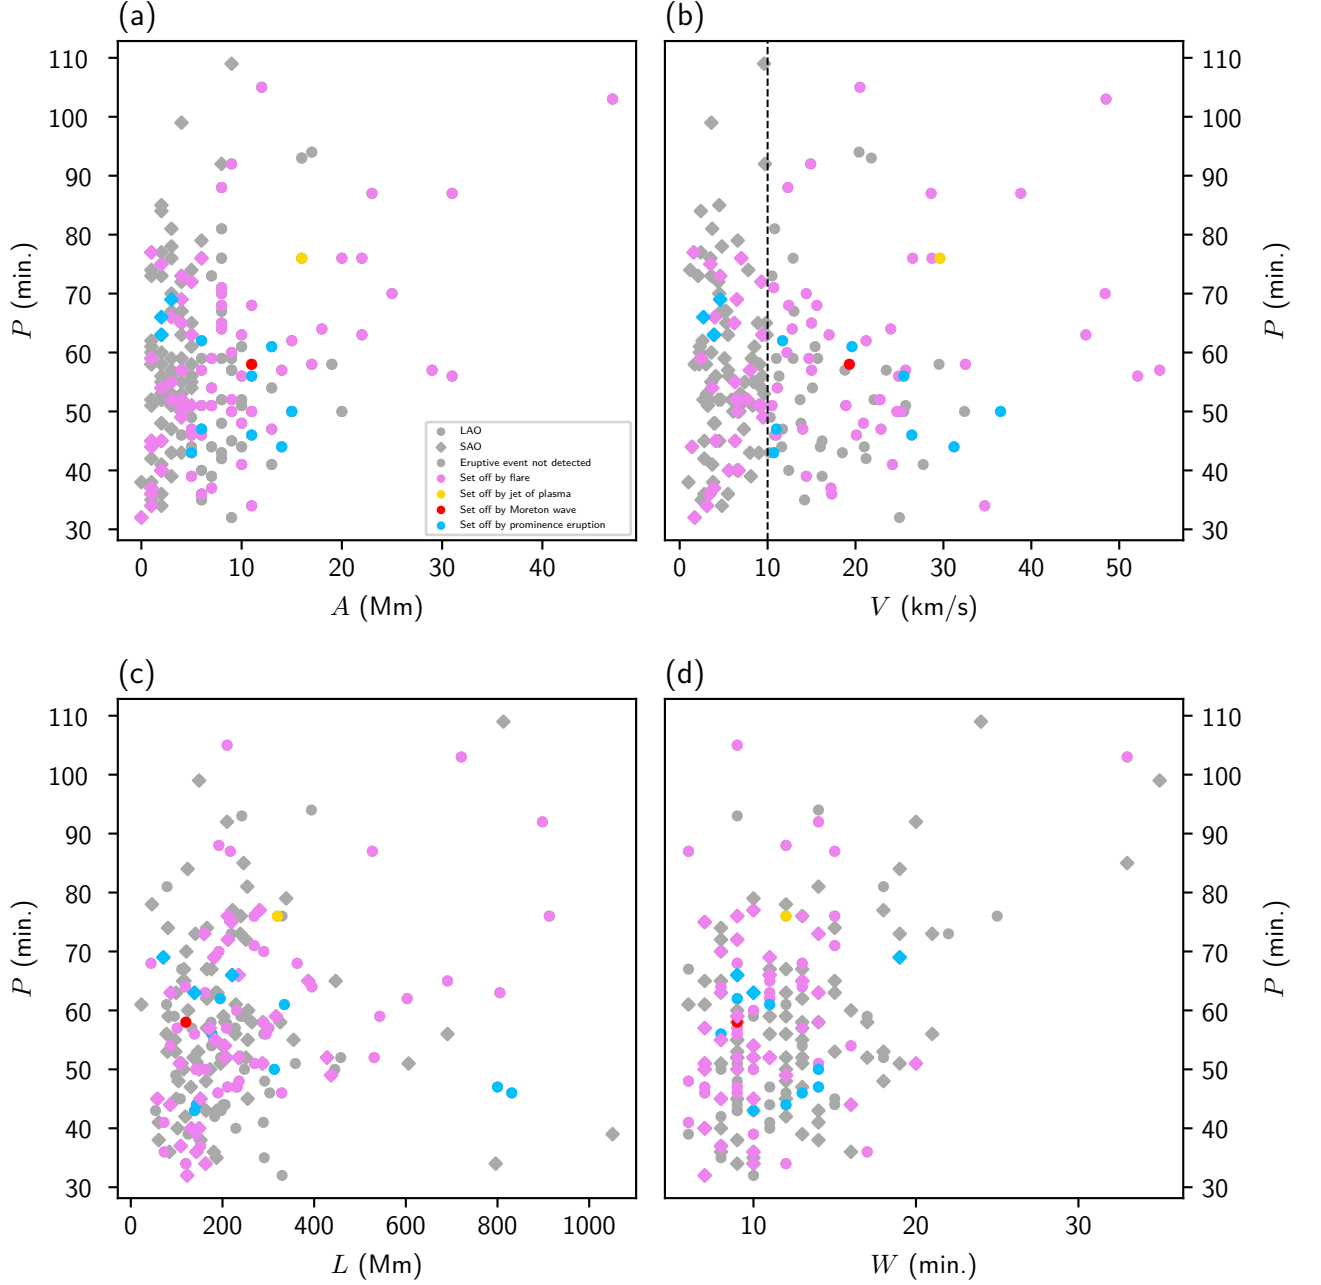 (a)
(b)
110
100
90
80
70
60
50
40
30
P (min.)
0
10
20
30
40
A (Mm)
LAO
SAO
Eruptive event not detected
Set off by flare
Set off by jet of plasma
Set off by Moreton wave
Set off by prominence eruption
110
100
90
80
70
60
50
40
30
P (min.)
0
10
20
30
40
50
V (km/s)
(c)
(d)
110
100
90
80
70
60
50
40
30
P (min.)
0
200
400
600
800
1000
L (Mm)
110
100
90
80
70
60
50
40
30
P (min.)
10
20
30
W (min.)